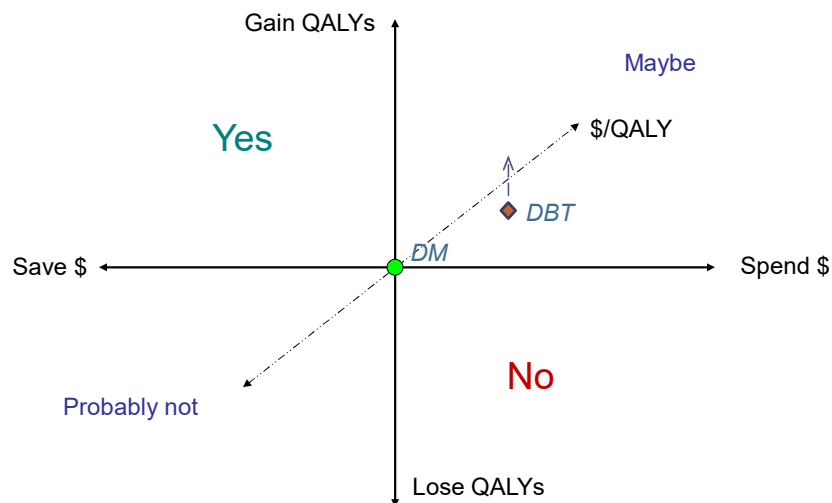 Gain QALYs
Maybe
Yes
$/QALY
DBT
DM
Save $
Spend $
No
Probably not
Lose QALYs